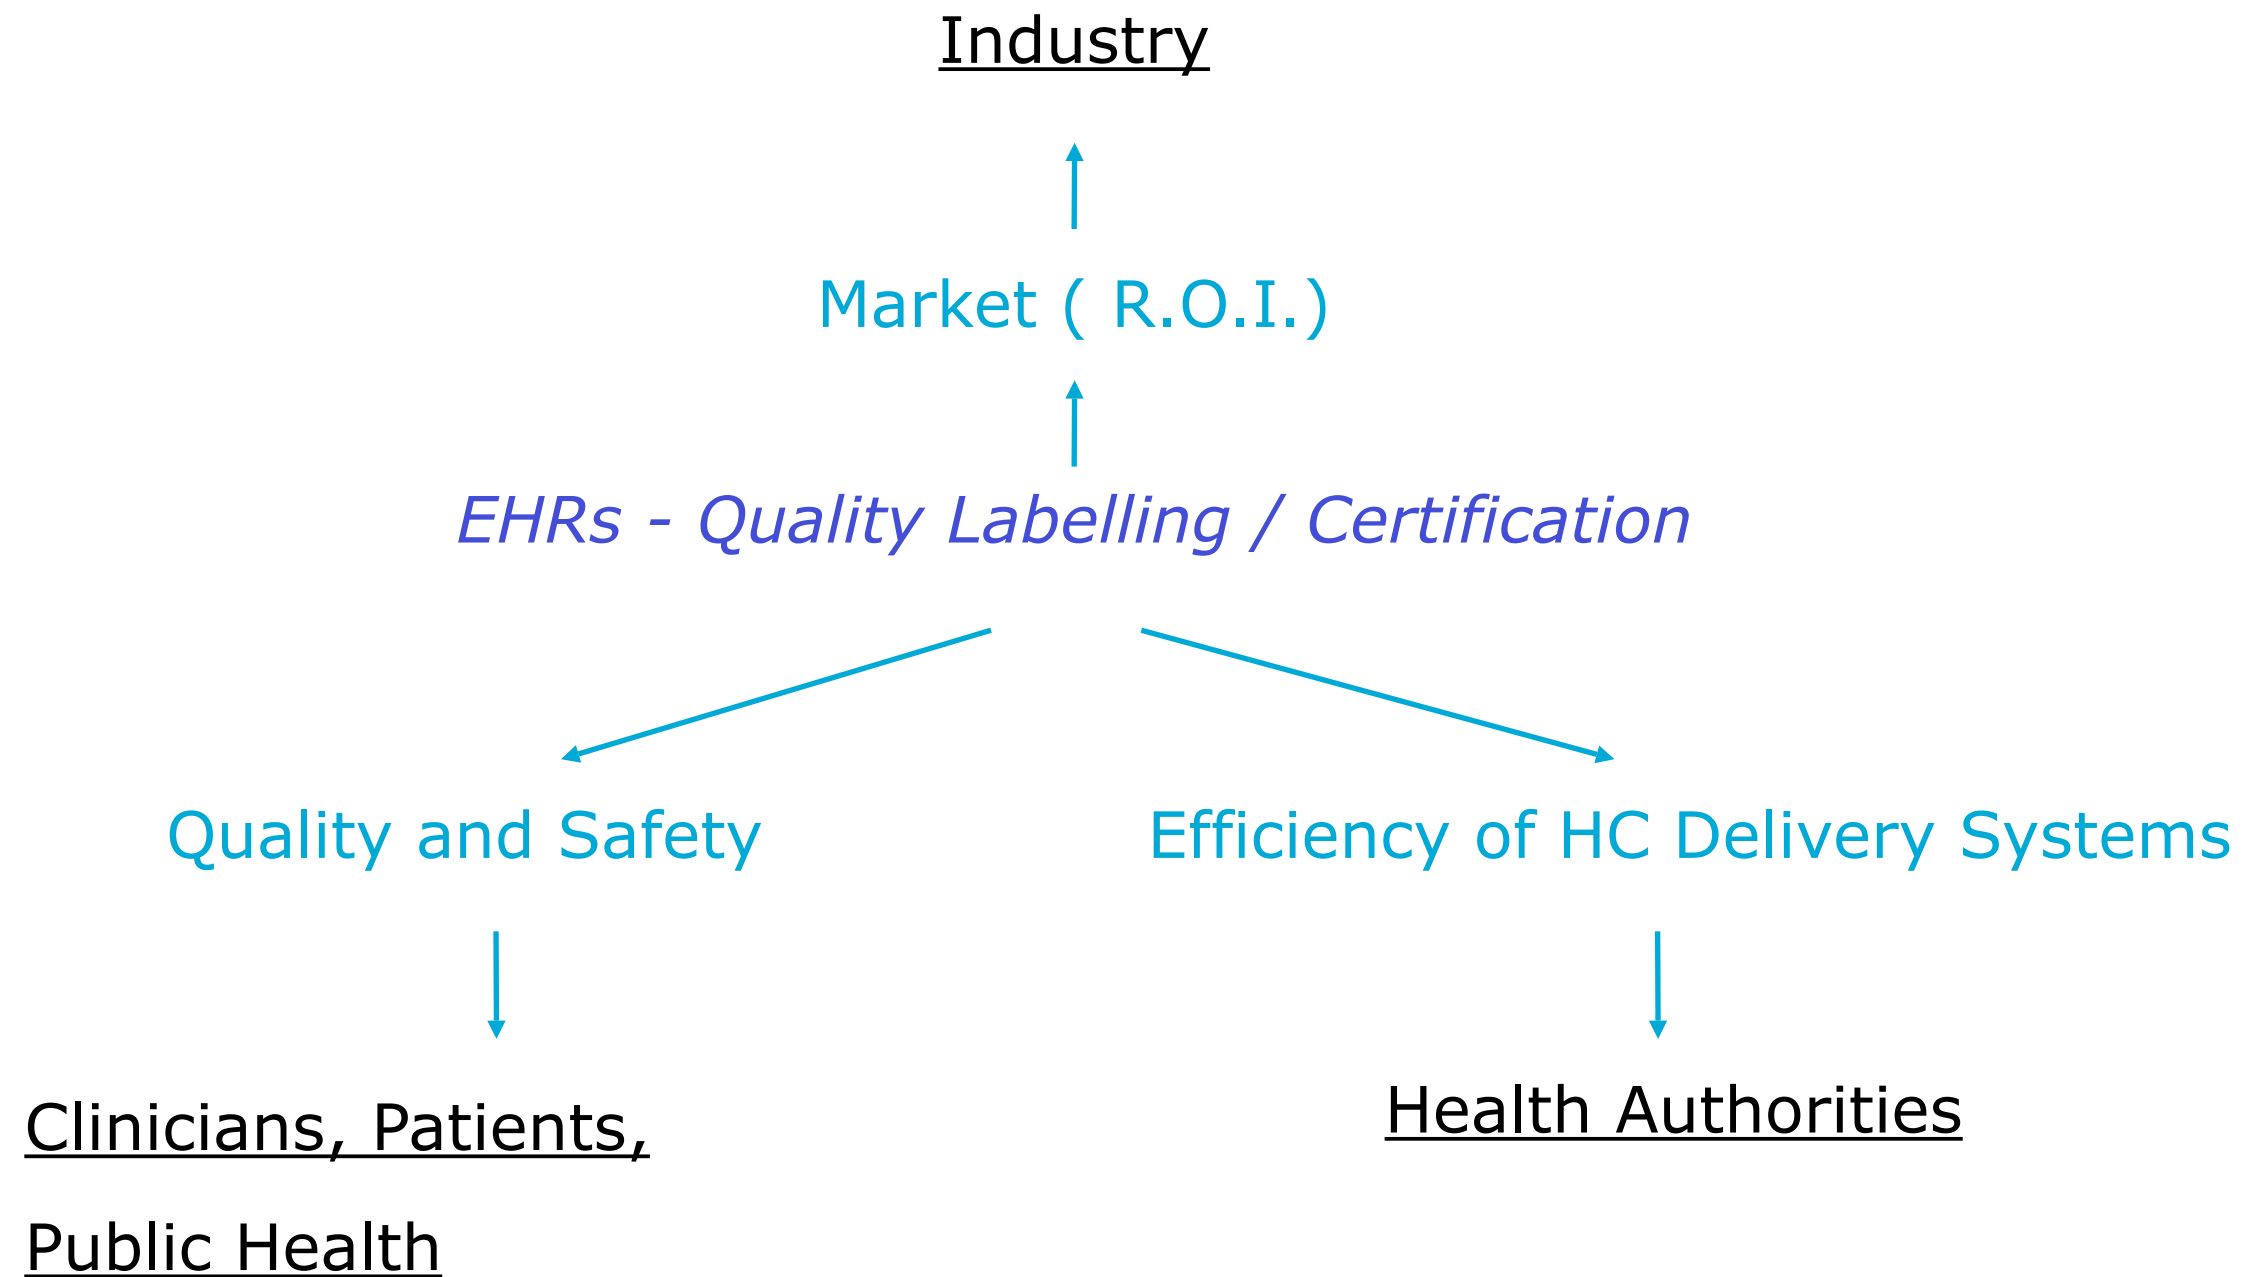 Industry
Market ( R.O.I.)
EHRs - Quality Labelling / Certification
Quality and Safety
Efficiency of HC Delivery Systems
Clinicians, Patients,
Public Health
Health Authorities